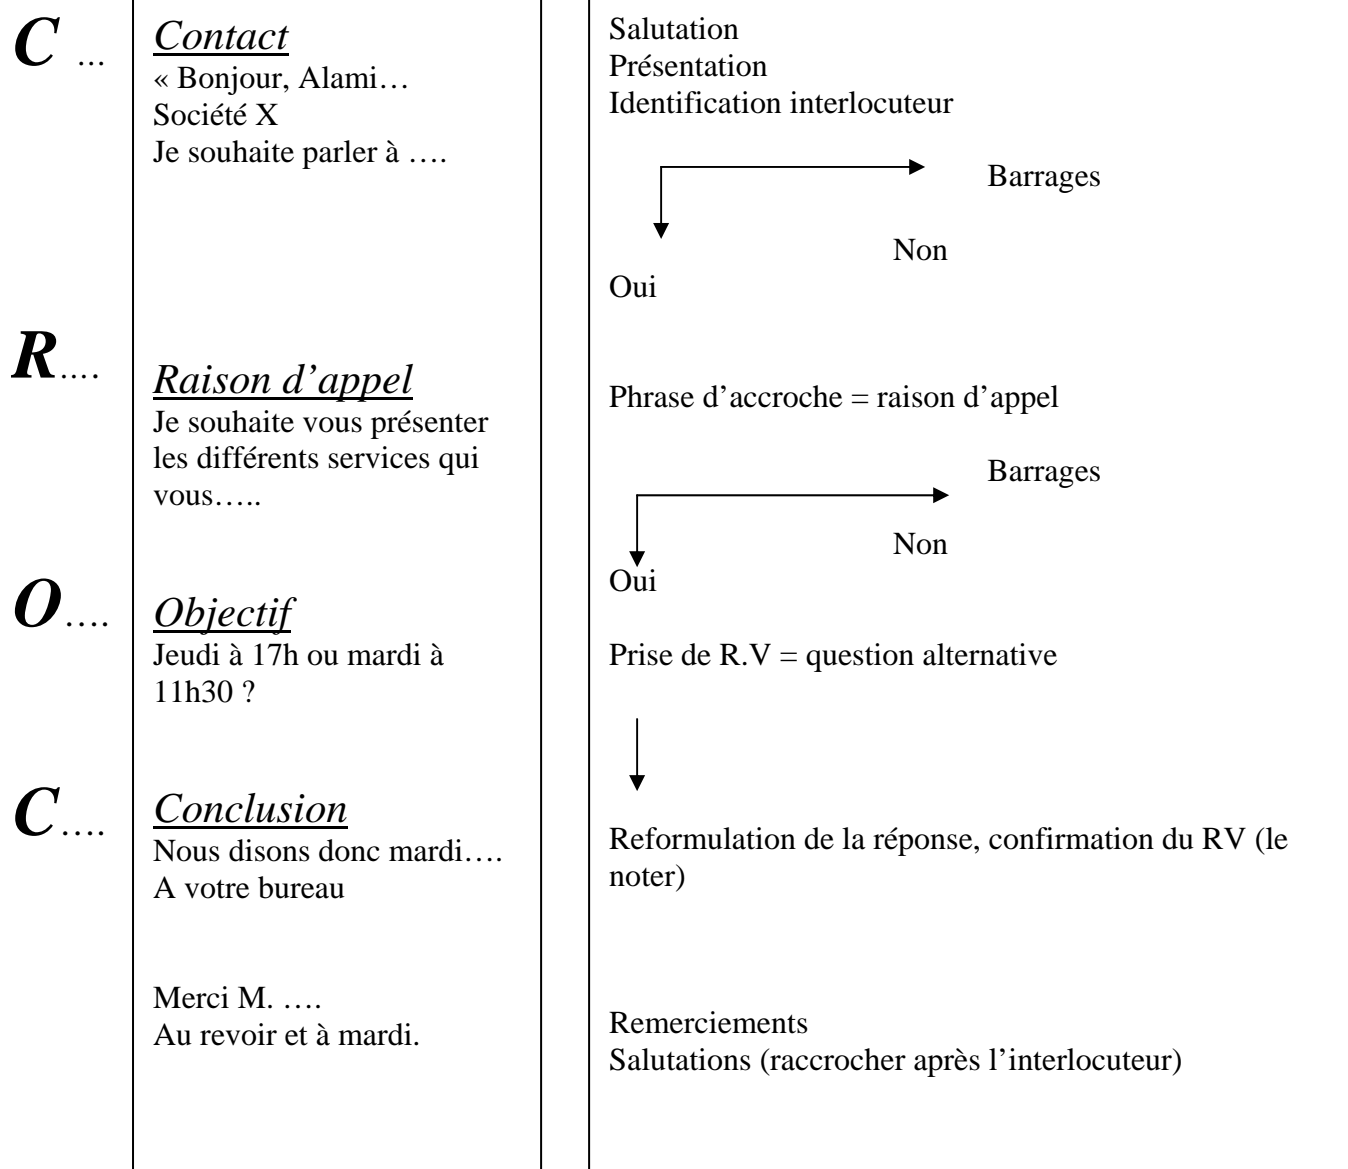 C ...
Contact
« Bonjour, Alami…
Société X
Je souhaite parler à ….
Salutation
Présentation
Identification interlocuteur
Barrages
Non
Oui
R….
Raison d’appel
Je souhaite vous présenter
les différents services qui
vous…..
Phrase d’accroche = raison d’appel
Barrages
Non
Oui
O….
Objectif
Jeudi à 17h ou mardi à
11h30 ?
Prise de R.V = question alternative
C….
Conclusion
Nous disons donc mardi….
A votre bureau
Reformulation de la réponse, confirmation du RV (le
noter)
Merci M. ….
Au revoir et à mardi.
Remerciements
Salutations (raccrocher après l’interlocuteur)